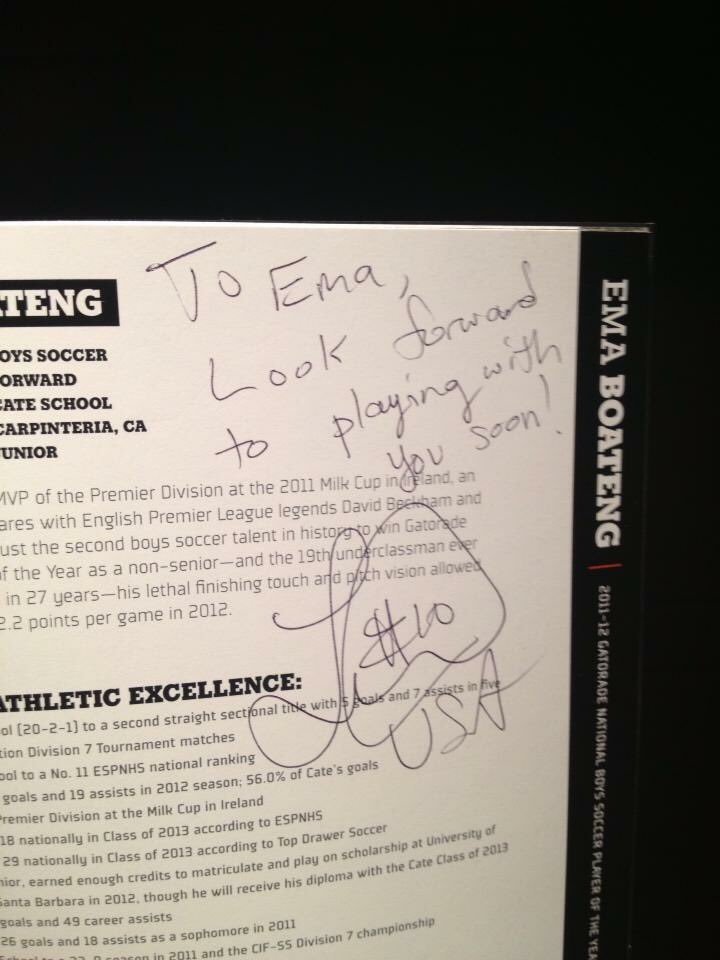 To Ema,
Look forward
to playing with
you soon!
#10
USA
ATENG
OYS SOCCER
ORWARD
CATE SCHOOL
CARPINTERIA, CA
UNIOR
MVP of the Premier Division at the 2011 Milk Cup in Ireland, an
ares with English Premier League legends David Beckham and
ust the second boys soccer talent in history to win Gatorade
of the Year as a non-senior—and the 19th underclassman ever
in 27 years—his lethal finishing touch and pitch vision allowed
2.2 points per game in 2012.
ATHLETIC EXCELLENCE:
ool (20-2-1) to a second straight sectional title with 5 goals and 7 assists in five
tion Division 7 Tournament matches
ool to a No. 11 ESPNHS national ranking
goals and 19 assists in 2012 season; 56.0% of Cate's goals
Premier Division at the Milk Cup in Ireland
18 nationally in Class of 2013 according to ESPNHS
29 nationally in Class of 2013 according to Top Drawer Soccer
nior, earned enough credits to matriculate and play on scholarship at University of
Santa Barbara in 2012, though he will receive his diploma with the Cate Class of 2013
goals and 49 career assists
26 goals and 18 assists as a sophomore in 2011
season in 2011 and the CIF-SS Division 7 championship
EMA BOATENG | 2011-12 GATORADE NATIONAL BOYS SOCCER PLAYER OF THE YEA